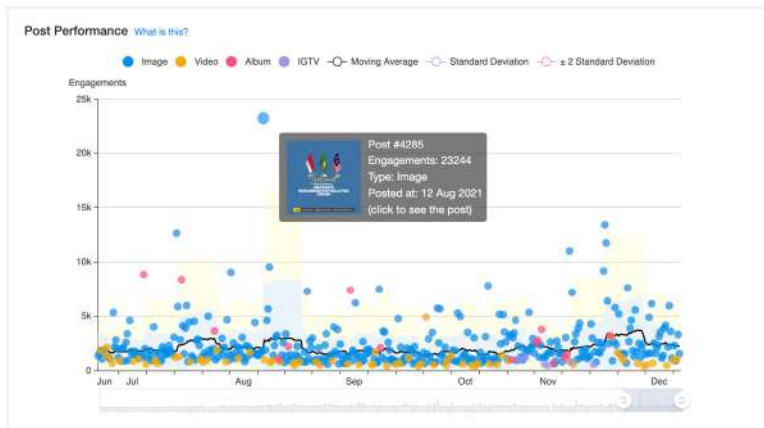 Post Performance What is this?
Image Video Album IGTV Moving Average Standard Deviation ± 2 Standard Deviation
Engagements
25k
20k
15k
10k
5k
0
Post #4285
Engagements: 23244
Type: Image
Posted at: 12 Aug 2021
(click to see the post)
Jun Jul Aug Sep Oct Nov Dec